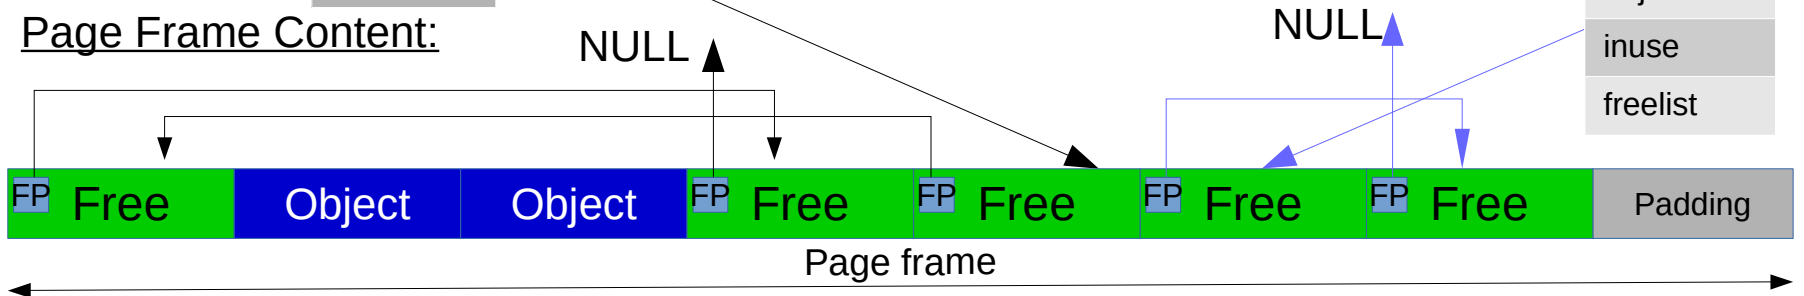 Page Frame Content:
NULL
NULL
inuse
freelist
FP Free Object Object FP Free FP Free FP Free FP Free Padding
Page frame